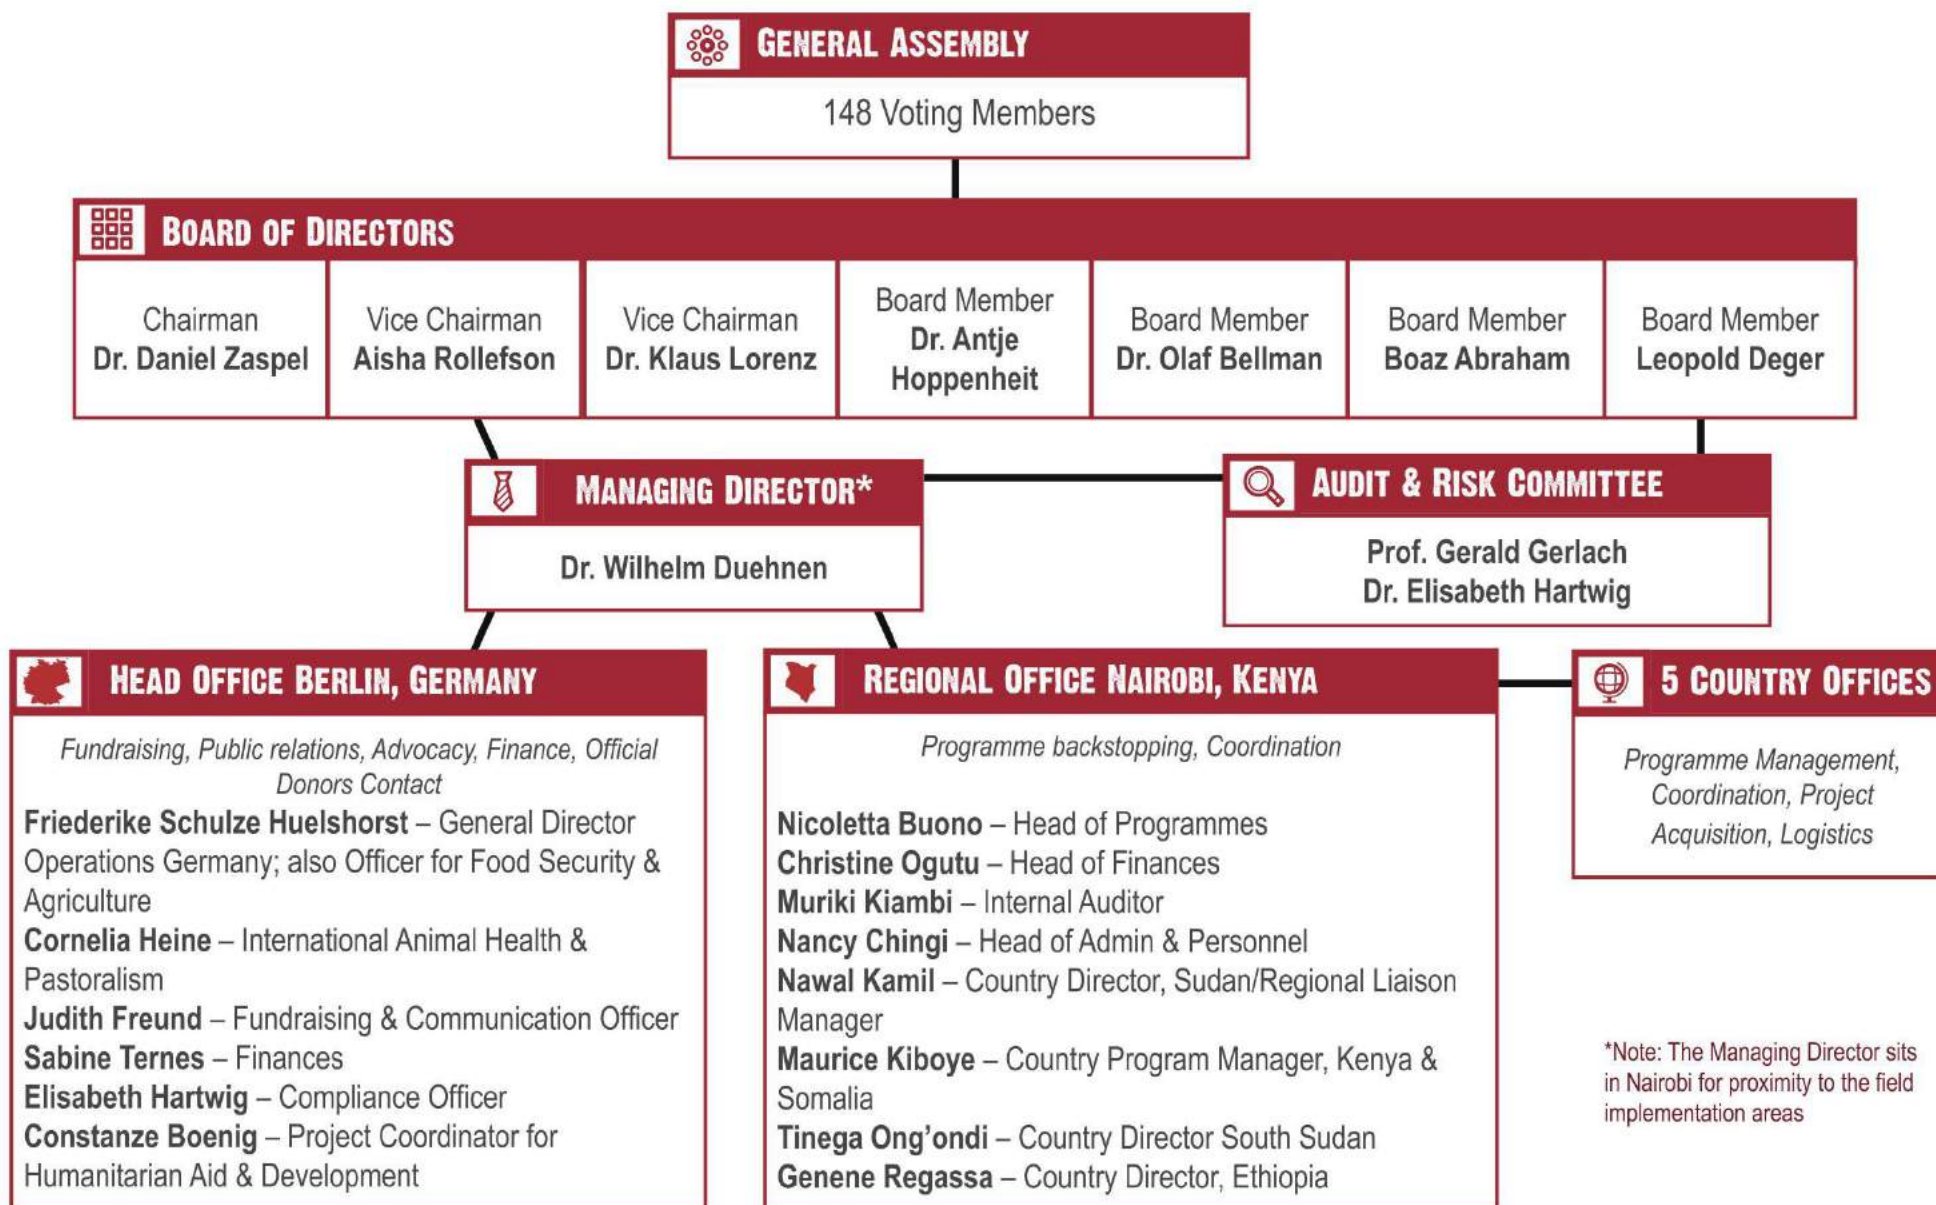 GENERAL ASSEMBLY
148 Voting Members
BOARD OF DIRECTORS
Chairman
Dr. Daniel Zaspel
Vice Chairman
Aisha Rollefson
Vice Chairman
Dr. Klaus Lorenz
Board Member
Dr. Antje
Hoppenheit
Board Member
Dr. Olaf Bellman
Board Member
Boaz Abraham
Board Member
Leopold Deger
MANAGING DIRECTOR*
Dr. Wilhelm Duehnen
AUDIT & RISK COMMITTEE
Prof. Gerald Gerlach
Dr. Elisabeth Hartwig
HEAD OFFICE BERLIN, GERMANY
Fundraising, Public relations, Advocacy, Finance, Official
Donors Contact
Friederike Schulze Huelshorst – General Director
Operations Germany; also Officer for Food Security &
Agriculture
Cornelia Heine – International Animal Health &
Pastoralism
Judith Freund – Fundraising & Communication Officer
Sabine Ternes – Finances
Elisabeth Hartwig – Compliance Officer
Constanze Boenig – Project Coordinator for
Humanitarian Aid & Development
REGIONAL OFFICE NAIROBI, KENYA
Programme backstopping, Coordination
Nicoletta Buono – Head of Programmes
Christine Ogutu – Head of Finances
Muriki Kiambi – Internal Auditor
Nancy Chingi – Head of Admin & Personnel
Nawal Kamil – Country Director, Sudan/Regional Liaison
Manager
Maurice Kiboye – Country Program Manager, Kenya &
Somalia
Tinega Ong'ondi – Country Director South Sudan
Genene Regassa – Country Director, Ethiopia
5 COUNTRY OFFICES
Programme Management,
Coordination, Project
Acquisition, Logistics
*Note: The Managing Director sits
in Nairobi for proximity to the field
implementation areas